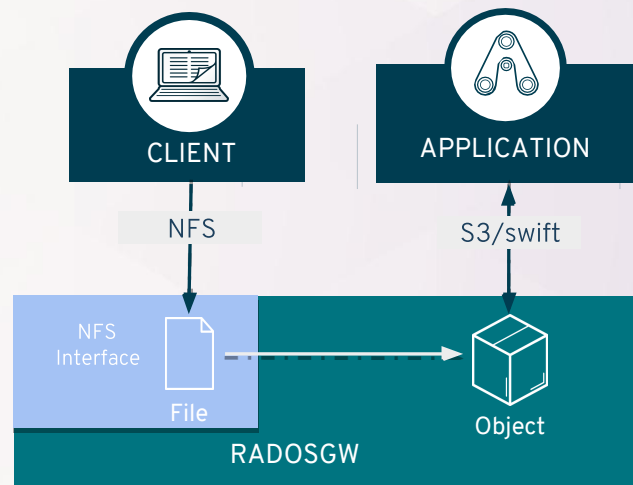 CLIENT
APPLICATION
NFS
S3/swift
NFS
Interface
File
Object
RADOSGW